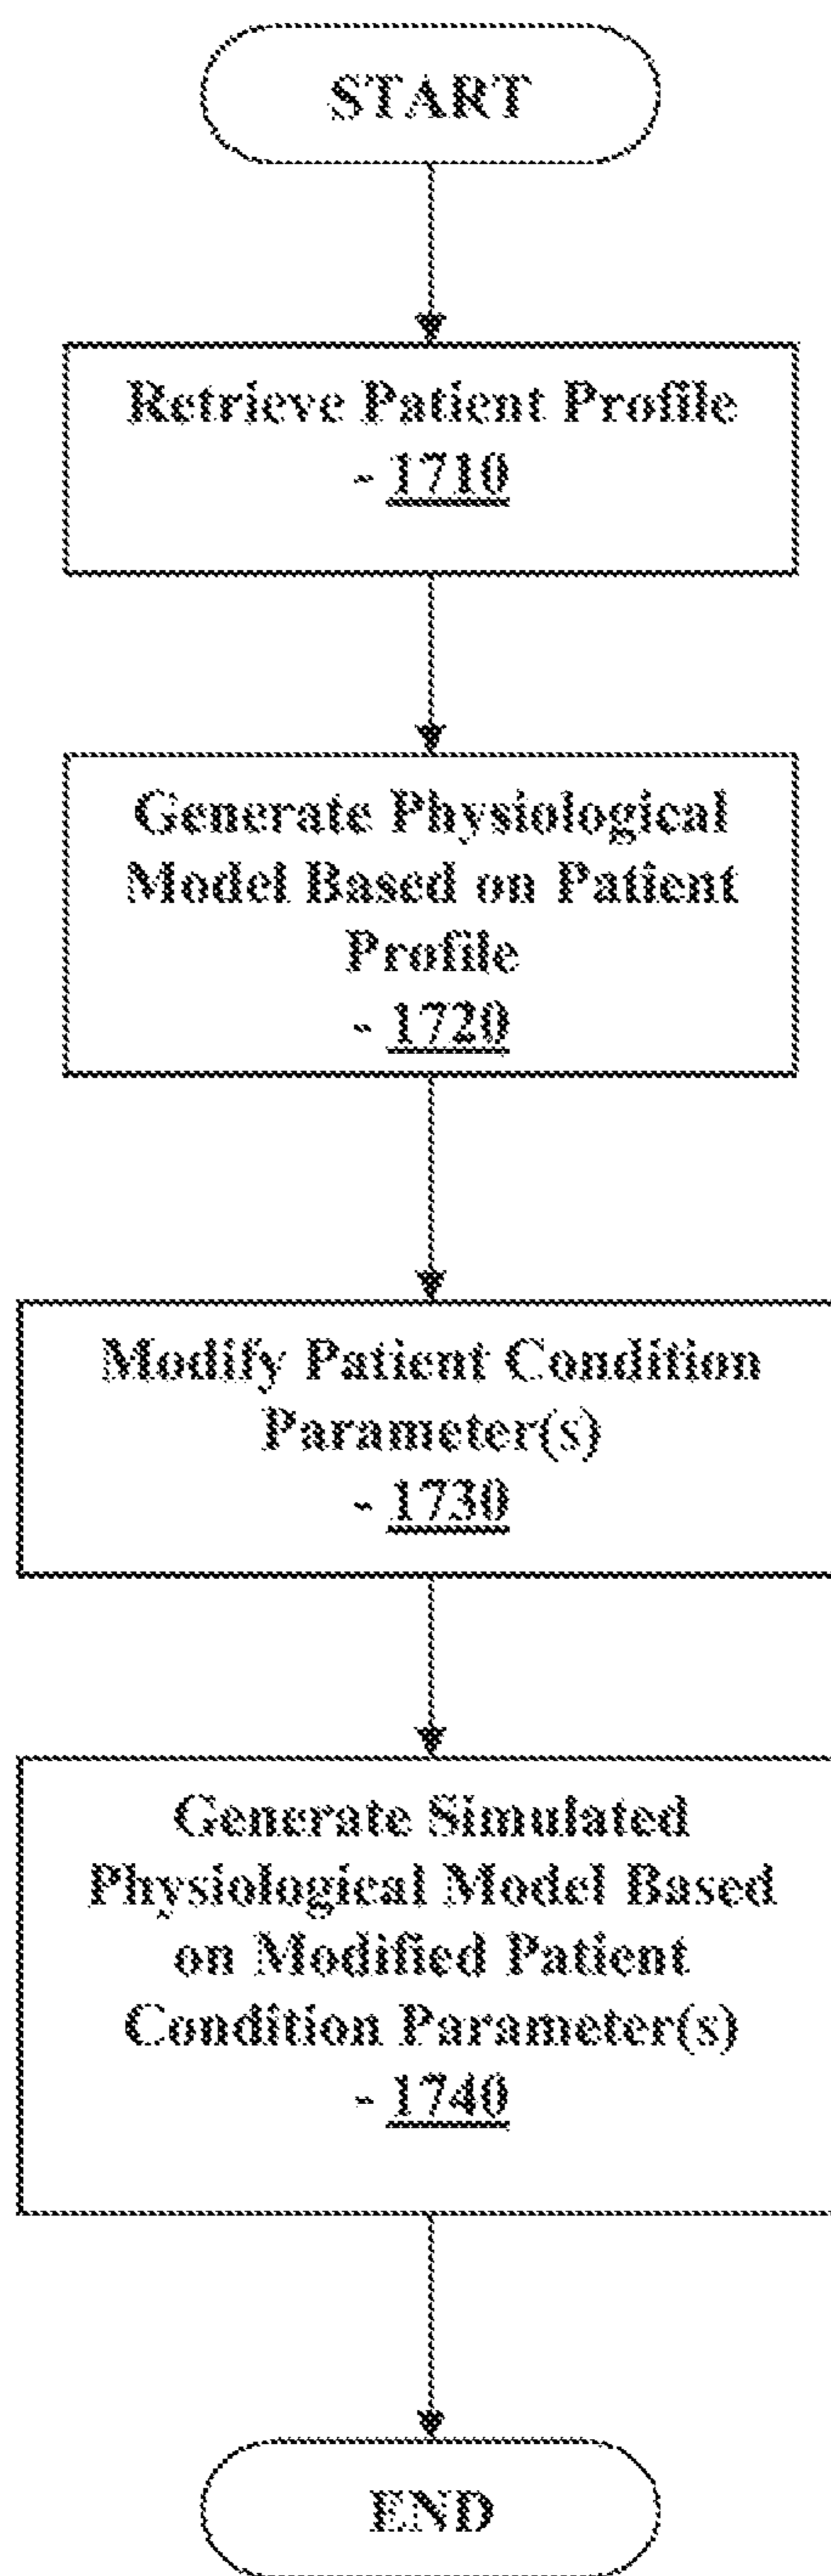 START
Retrieve Patient Profile
- 1710
Generate Physiological
Model Based on Patient
Profile
- 1720
Modify Patient Condition
Parameter(s)
- 1730
Generate Simulated
Physiological Model Based
on Modified Patient
Condition Parameter(s)
- 1740
END